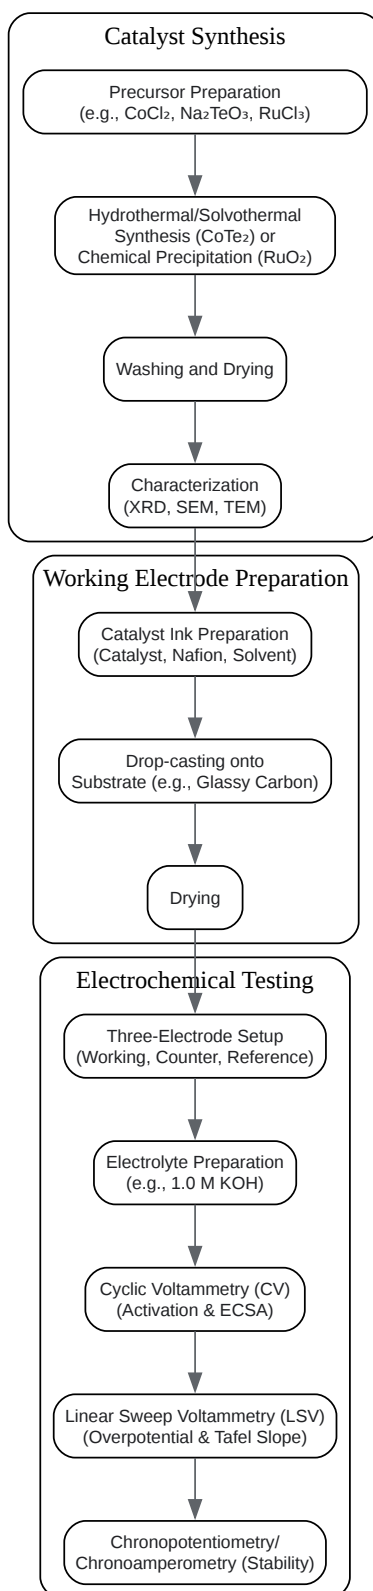 Catalyst Synthesis
Precursor Preparation
(e.g., CoCl₂, Na₂TeO₃, RuCl₃)
Hydrothermal/Solvothermal
Synthesis (CoTe₂) or
Chemical Precipitation (RuO₂)
Washing and Drying
Characterization
(XRD, SEM, TEM)
Working Electrode Preparation
Catalyst Ink Preparation
(Catalyst, Nafion, Solvent)
Drop-casting onto
Substrate (e.g., Glassy Carbon)
Drying
Electrochemical Testing
Three-Electrode Setup
(Working, Counter, Reference)
Electrolyte Preparation
(e.g., 1.0 M KOH)
Cyclic Voltammetry (CV)
(Activation & ECSA)
Linear Sweep Voltammetry (LSV)
(Overpotential & Tafel Slope)
Chronopotentiometry/
Chronoamperometry (Stability)